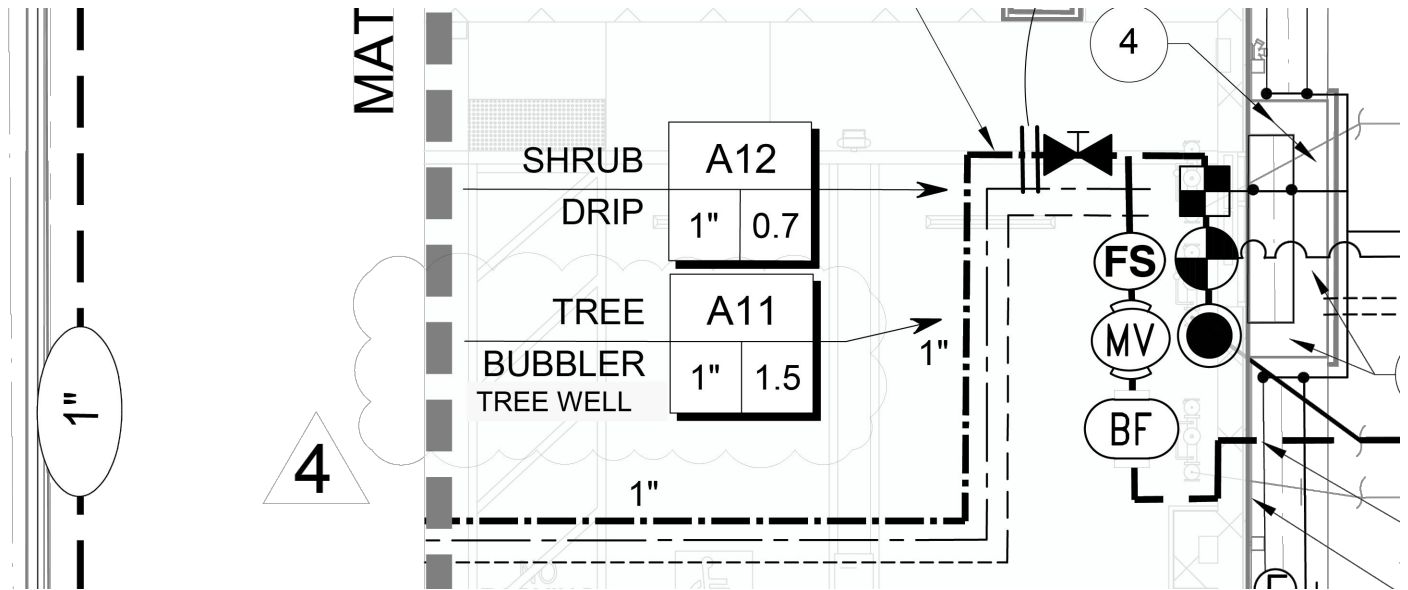 MAT
4
SHRUB
DRIP
A12
1" 0.7
FS
TREE
BUBBLER
TREE WELL
A11
1" 1.5
1"
MV
1"
BF
4
1"